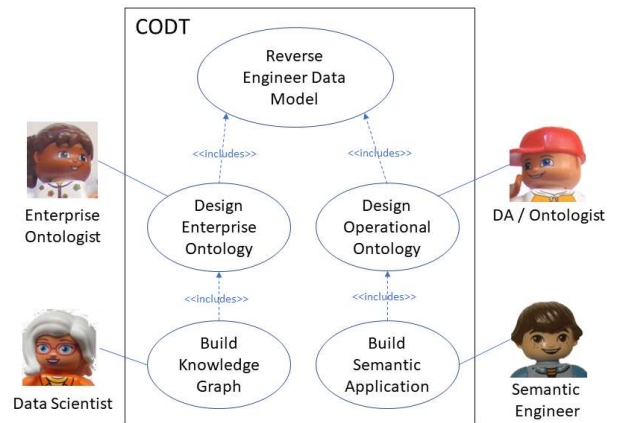 CODT
Reverse
Engineer Data
Model
<<includes>>
<<includes>>
Enterprise
Ontologist
Design
Enterprise
Ontology
Design
Operational
Ontology
DA / Ontologist
<<includes>>
<<includes>>
Data Scientist
Build
Knowledge
Graph
Build
Semantic
Application
Semantic
Engineer